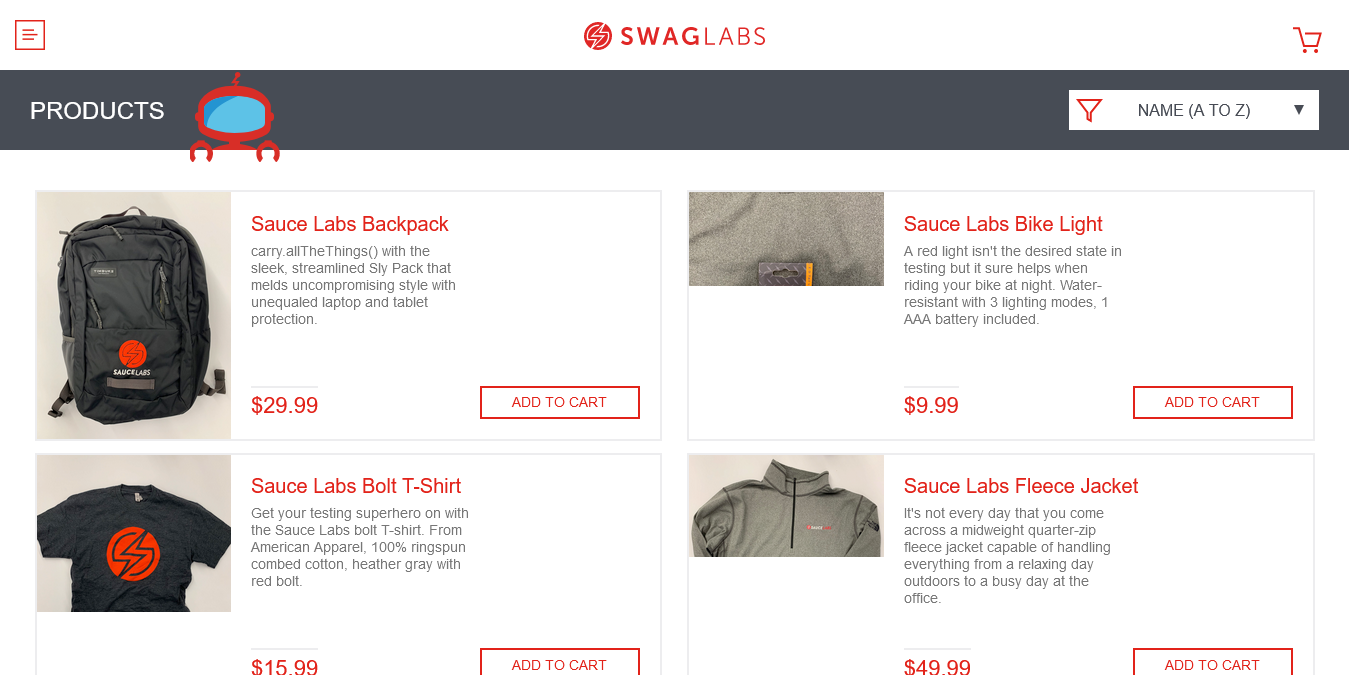 SWAGLABS
PRODUCTS
NAME (A TO Z)
Sauce Labs Backpack
carry.allTheThings() with the
sleek, streamlined Sly Pack that
melds uncompromising style with
unequaled laptop and tablet
protection.
$29.99
ADD TO CART
SAUCELABS
Sauce Labs Bike Light
A red light isn't the desired state in
testing but it sure helps when
riding your bike at night. Water-
resistant with 3 lighting modes, 1
AAA battery included.
$9.99
ADD TO CART
Sauce Labs Bolt T-Shirt
Get your testing superhero on with
the Sauce Labs bolt T-shirt. From
American Apparel, 100% ringspun
combed cotton, heather gray with
red bolt.
$15.99
ADD TO CART
Sauce Labs Fleece Jacket
It's not every day that you come
across a midweight quarter-zip
fleece jacket capable of handling
everything from a relaxing day
outdoors to a busy day at the
office.
$49.99
ADD TO CART